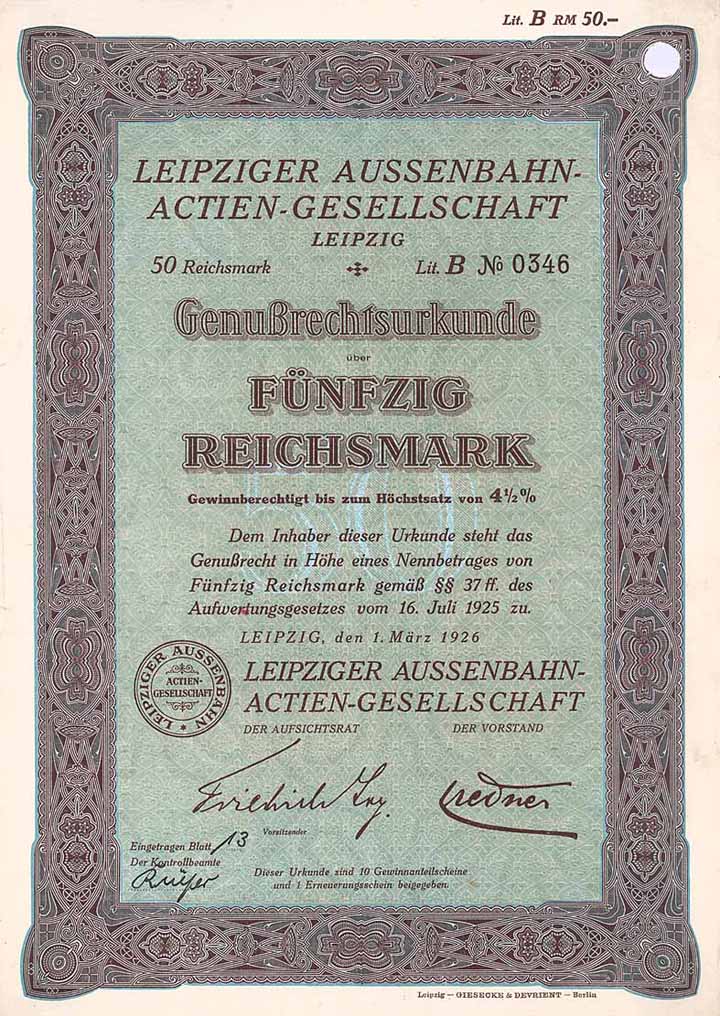 Lit. B RM 50.–
LEIPZIGER AUSSENBAHN-
ACTIEN-GESELLSCHAFT
LEIPZIG
50 Reichsmark Lit. B № 0346
Genußrechtsurkunde
über
FÜNFZIG
REICHSMARK
Gewinnberechtigt bis zum Höchstsatz von 4½%
50
Dem Inhaber dieser Urkunde steht das
Genußrecht in Höhe eines Nennbetrages von
Fünfzig Reichsmark gemäß §§ 37 ff. des
Aufwertungsgesetzes vom 16. Juli 1925 zu.
LEIPZIG, den 1. März 1926
LEIPZIGER AUSSENBAHN
ACTIEN-
GESELLSCHAFT
LEIPZIGER AUSSENBAHN-
ACTIEN-GESELLSCHAFT
DER AUFSICHTSRAT DER VORSTAND
Friedrich
Vorsitzender
Eingetragen Blatt 13
Der Kontrollbeamte
Dieser Urkunde sind 10 Gewinnanteilscheine
und 1 Erneuerungsschein beigegeben.
Leipzig – GIESECKE & DEVRIENT – Berlin